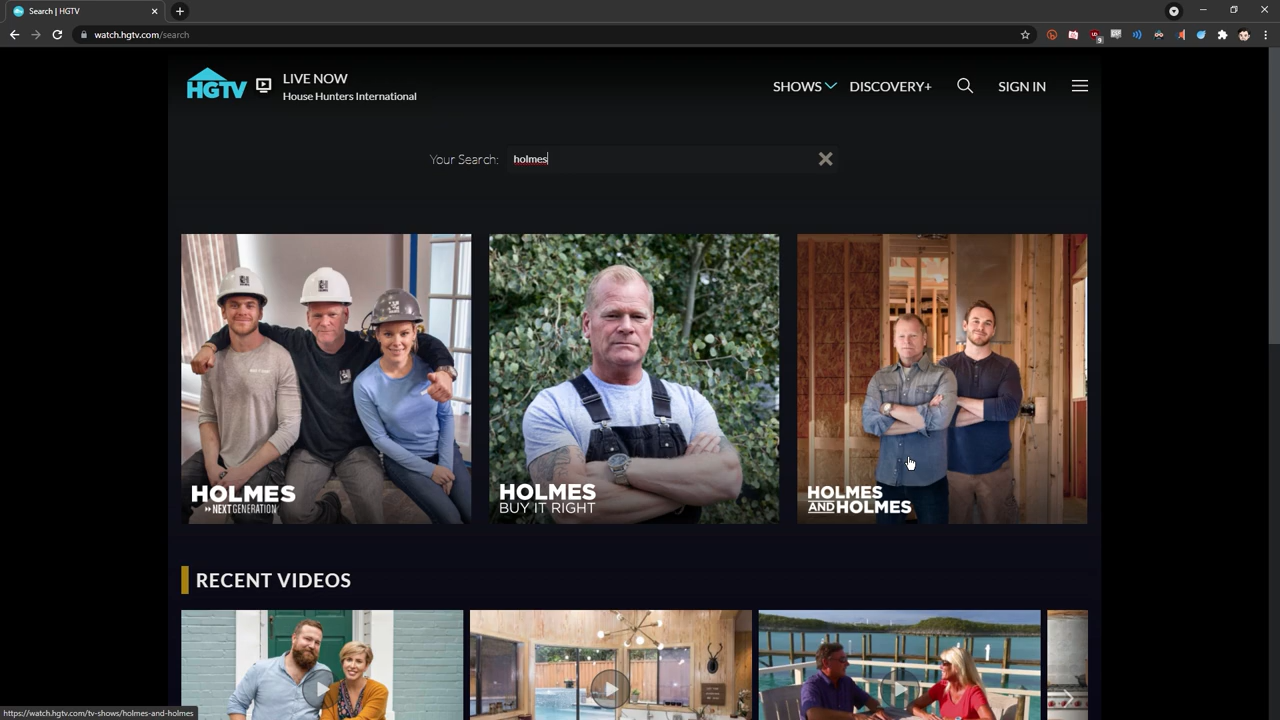 Search | HGTV
watch.hgtv.com/search
9
HGTV
LIVE NOW
House Hunters International
SHOWS
DISCOVERY+
SIGN IN
Your Search:
holmes
HOLMES
NEXT GENERATION
HOLMES
BUY IT RIGHT
HOLMES
AND HOLMES
RECENT VIDEOS
https://watch.hgtv.com/tv-shows/holmes-and-holmes